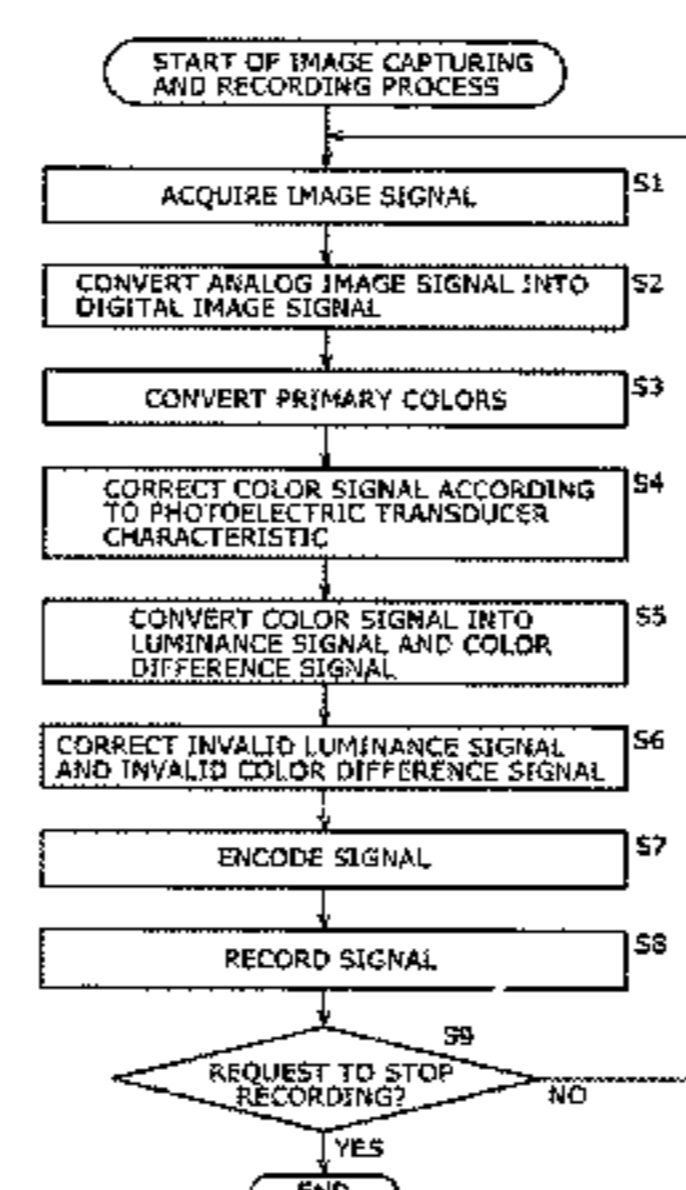 START OF IMAGE CAPTURING
AND RECORDING PROCESS
ACQUIRE IMAGE SIGNAL
S1
CONVERT ANALOG IMAGE SIGNAL INTO
DIGITAL IMAGE SIGNAL
S2
CONVERT PRIMARY COLORS
S3
CORRECT COLOR SIGNAL ACCORDING
TO PHOTOELECTRIC TRANSDUCER
CHARACTERISTIC
S4
CONVERT COLOR SIGNAL INTO
LUMINANCE SIGNAL AND COLOR
DIFFERENCE SIGNAL
S5
CORRECT INVALID LUMINANCE SIGNAL
AND INVALID COLOR DIFFERENCE SIGNAL
S6
ENCODE SIGNAL
S7
RECORD SIGNAL
S8
S9
REQUEST TO STOP
RECORDING?
NO
YES
END